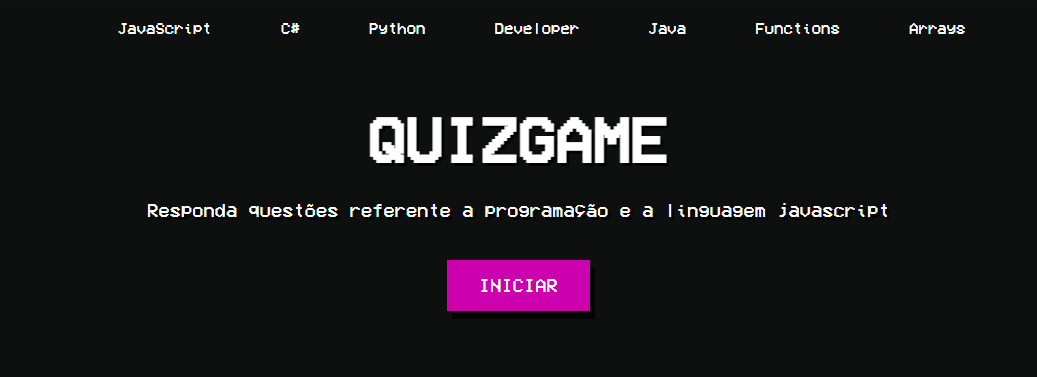 JavaScript C# Python Developer Java Functions Arrays
QUIZGAME
Responda questões referente a programação e a linguagem javascript
INICIAR